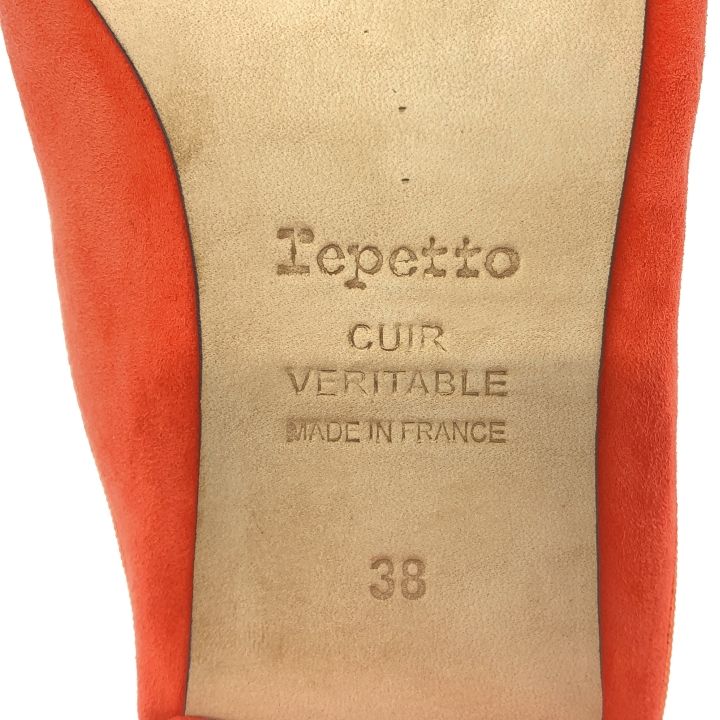 repetto
CUIR
VERITABLE
MADE IN FRANCE
38